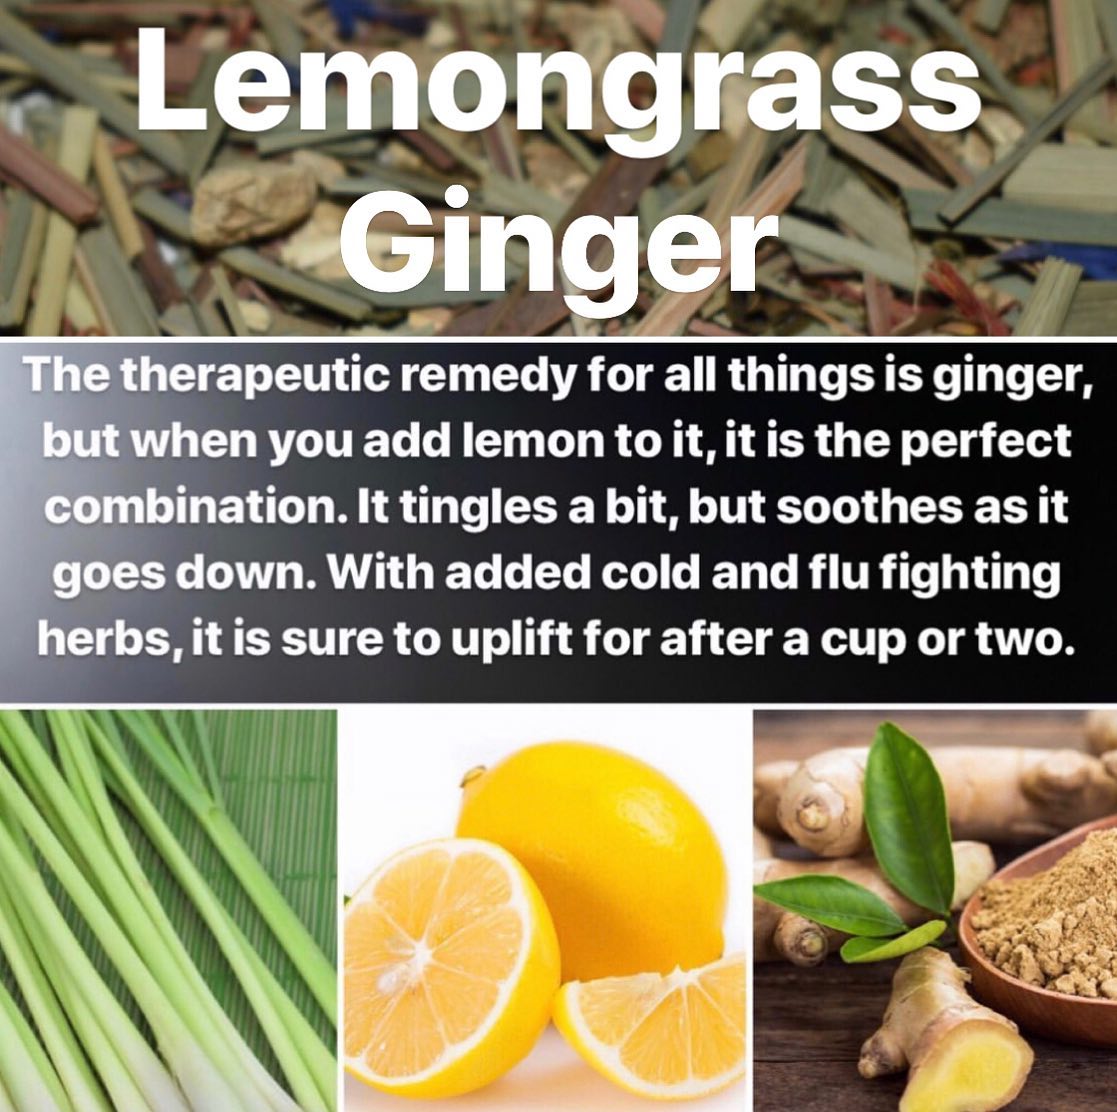 Lemongrass
Ginger
The therapeutic remedy for all things is ginger,
but when you add lemon to it, it is the perfect
combination. It tingles a bit, but soothes as it
goes down. With added cold and flu fighting
herbs, it is sure to uplift for after a cup or two.